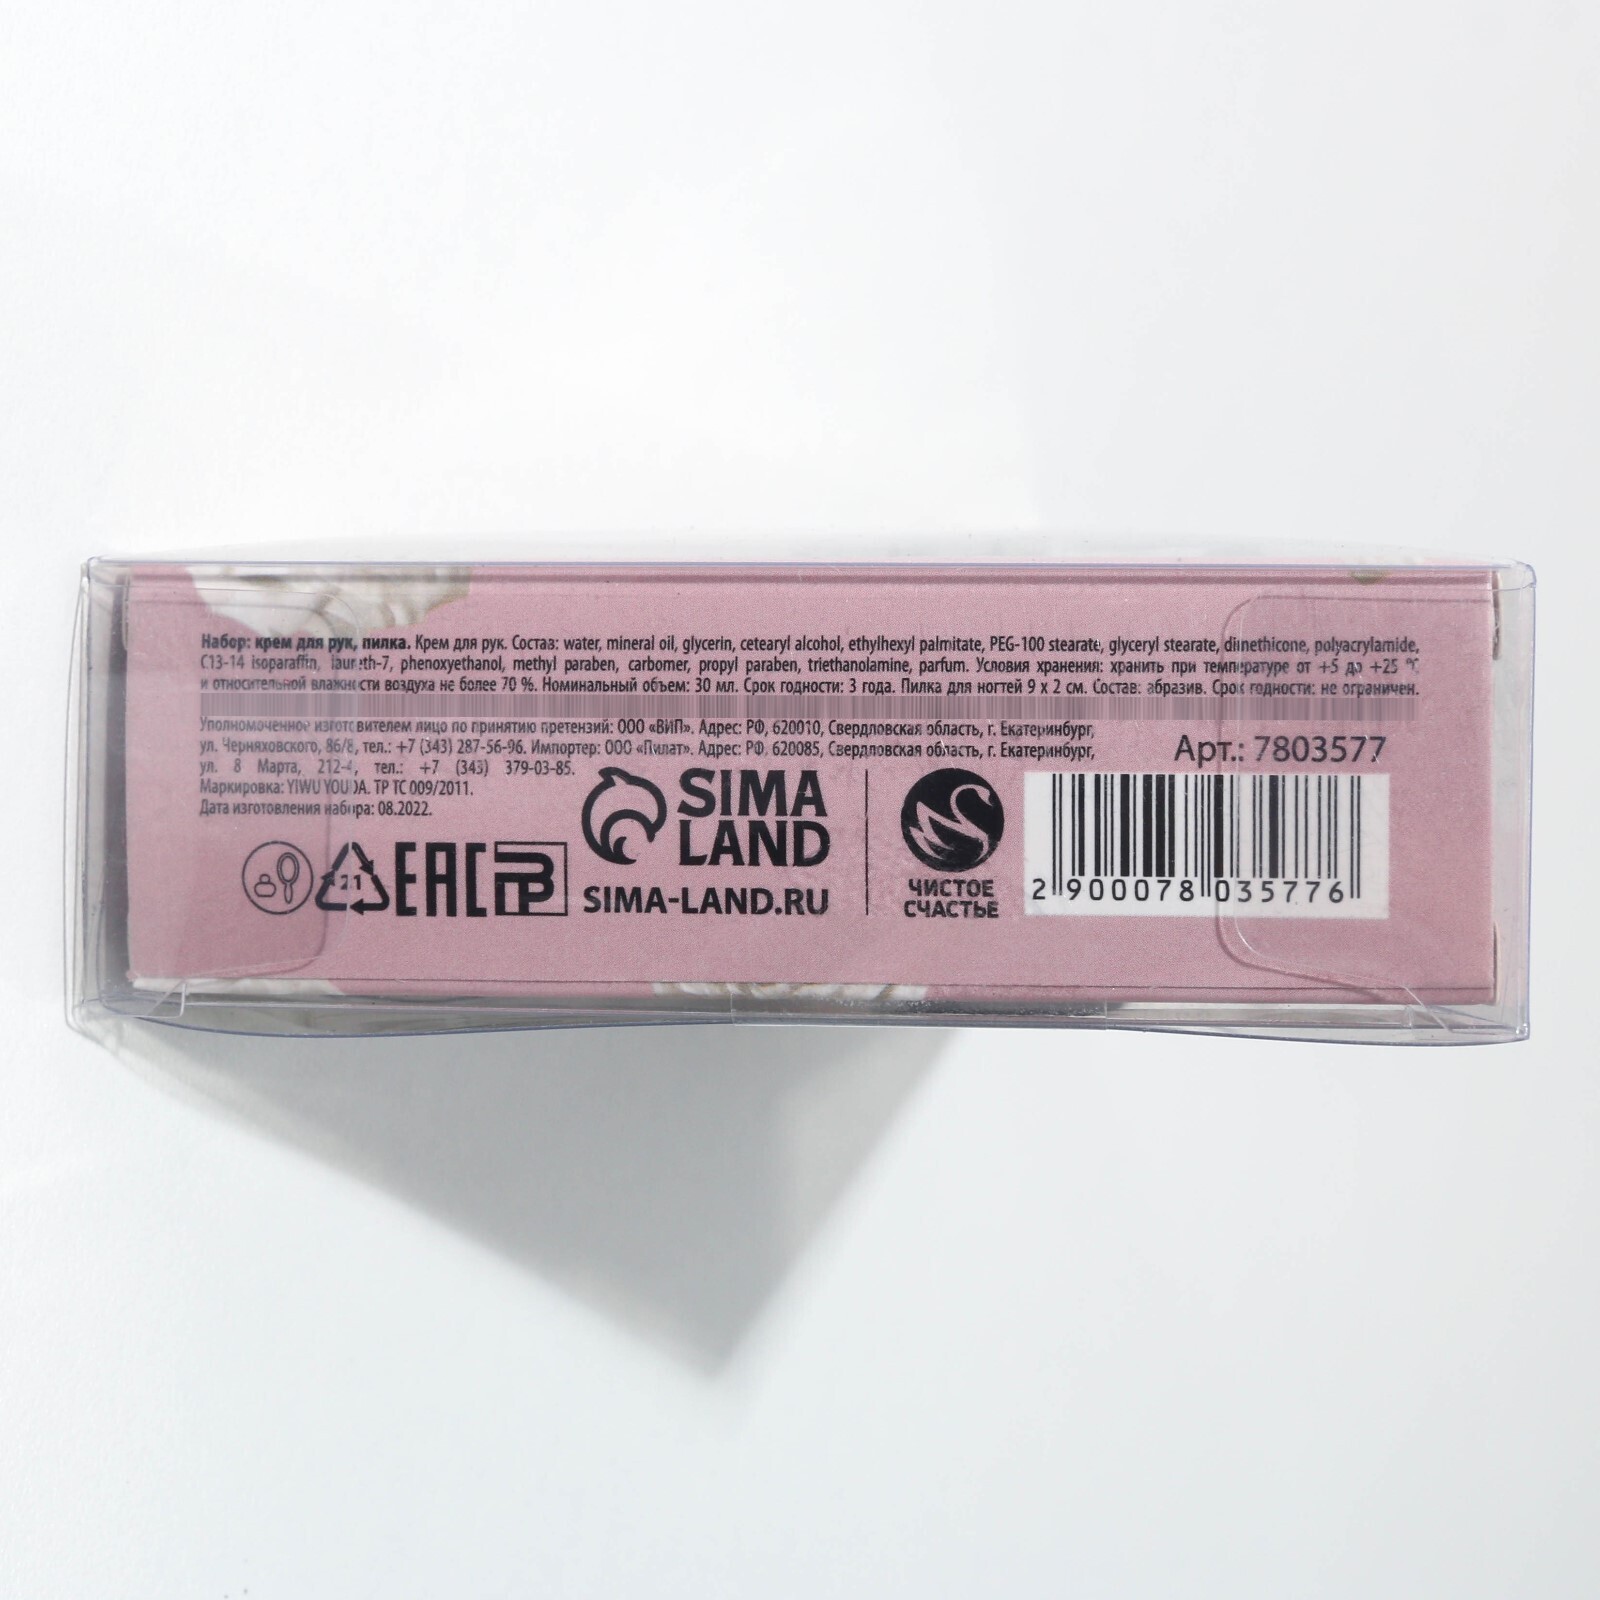 Набор: крем для рук, пилка. Крем для рук. Состав: water, mineral oil, glycerin, cetearyl alcohol, ethylhexyl palmitate, PEG-100 stearate, glyceryl stearate, dimethicone, polyacrylamide,
C13-14 isoparaffin, laureth-7, phenoxyethanol, methyl paraben, carbomer, propyl paraben, triethanolamine, parfum. Условия хранения: хранить при температуре от +5 до +25 °C
и относительной влажности воздуха не более 70 %. Номинальный объем: 30 мл. Срок годности: 3 года. Пилка для ногтей 9 x 2 см. Состав: абразив. Срок годности: не ограничен.
Уполномоченное изготовителем лицо по принятию претензий: ООО «ВИП». Адрес: РФ, 620010, Свердловская область, г. Екатеринбург,
ул. Черняховского, 86/8, тел.: +7 (343) 287-56-96. Импортер: ООО «Пилат». Адрес: РФ, 620085, Свердловская область, г. Екатеринбург,
ул. 8 Марта, 212-4, тел.: +7 (343) 379-03-85.
Маркировка: YIWU YOUDA. ТР ТС 009/2011.
Дата изготовления набора: 08.2022.
Арт.: 7803577
21
EAC
SIMA
LAND
SIMA-LAND.RU
ЧИСТОЕ
СЧАСТЬЕ
2 900078 035776